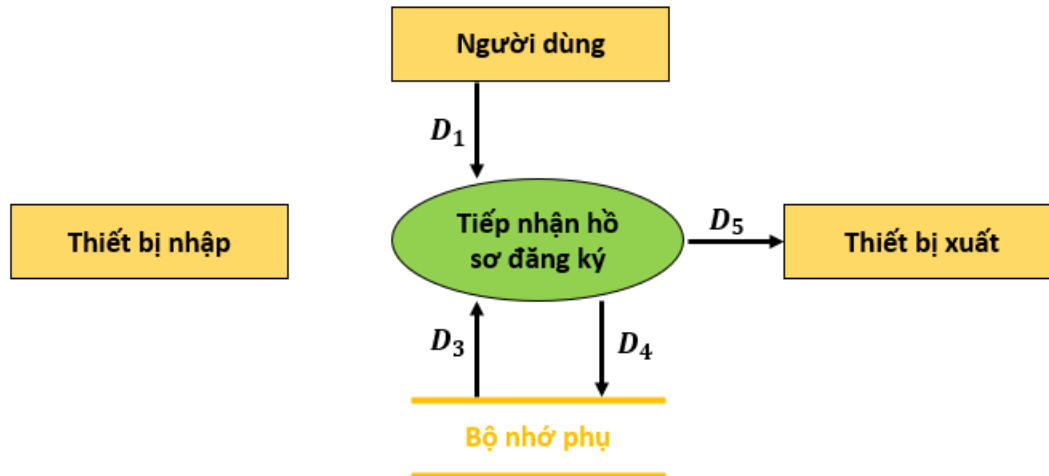 Người dùng
D₁
Thiết bị nhập
Tiếp nhận hồ
sơ đăng ký
D₅
Thiết bị xuất
D₃
D₄
Bộ nhớ phụ